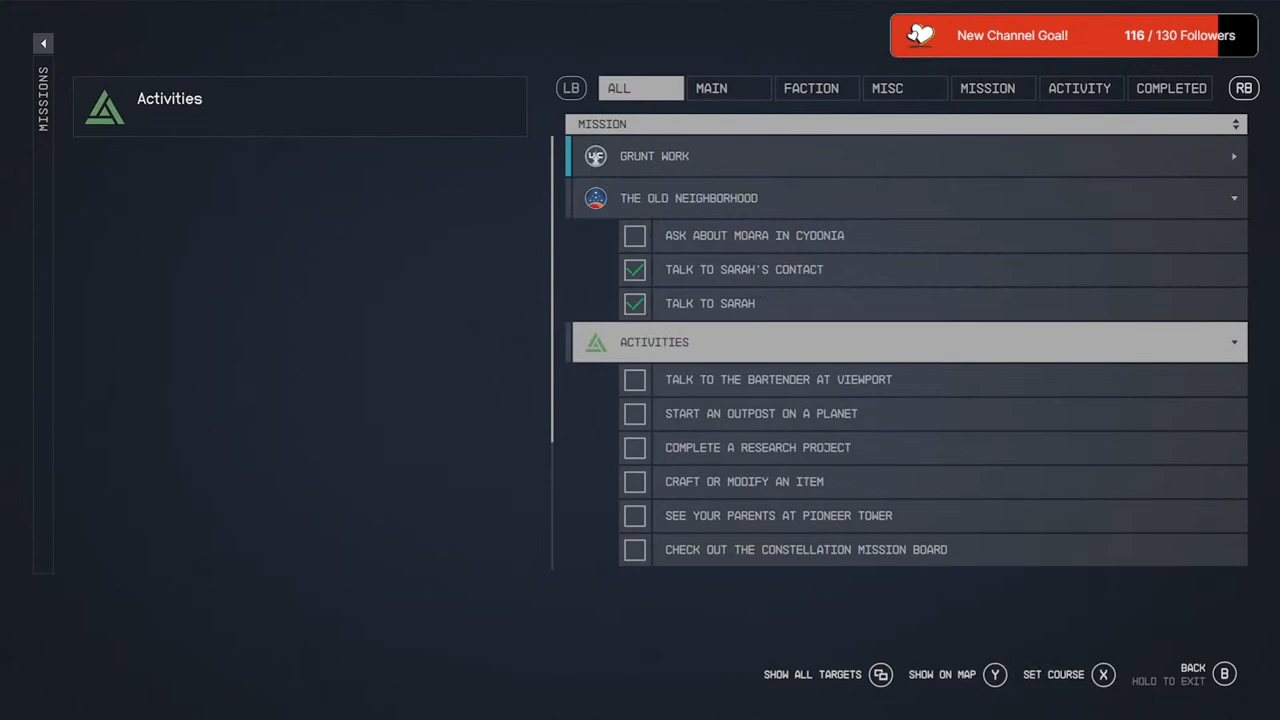 New Channel Goal! 116 / 130 Followers
MISSIONS
Activities
LB ALL MAIN FACTION MISC MISSION ACTIVITY COMPLETED RB
MISSION
UC GRUNT WORK
THE OLD NEIGHBORHOOD
ASK ABOUT MOARA IN CYDONIA
TALK TO SARAH'S CONTACT
TALK TO SARAH
ACTIVITIES
TALK TO THE BARTENDER AT VIEWPORT
START AN OUTPOST ON A PLANET
COMPLETE A RESEARCH PROJECT
CRAFT OR MODIFY AN ITEM
SEE YOUR PARENTS AT PIONEER TOWER
CHECK OUT THE CONSTELLATION MISSION BOARD
SHOW ALL TARGETS SHOW ON MAP Y SET COURSE X BACK B
HOLD TO EXIT